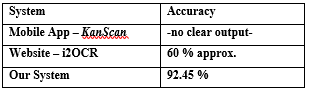 System Accuracy
Mobile App – KanScan -no clear output-
Website – i2OCR 60 % approx.
Our System 92.45 %